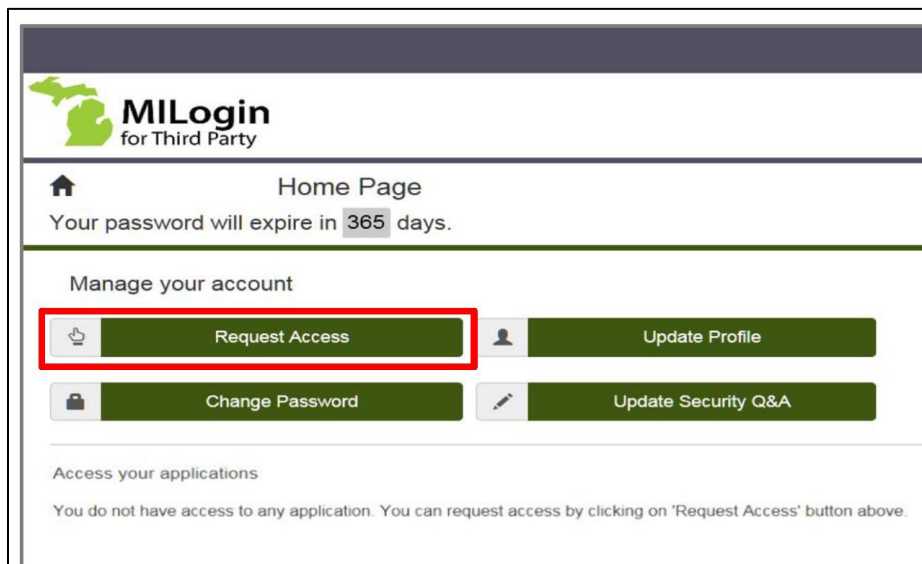 MILogin
for Third Party
Home Page
Your password will expire in 365 days.
Manage your account
Request Access
Update Profile
Change Password
Update Security Q&A
Access your applications
You do not have access to any application. You can request access by clicking on 'Request Access' button above.